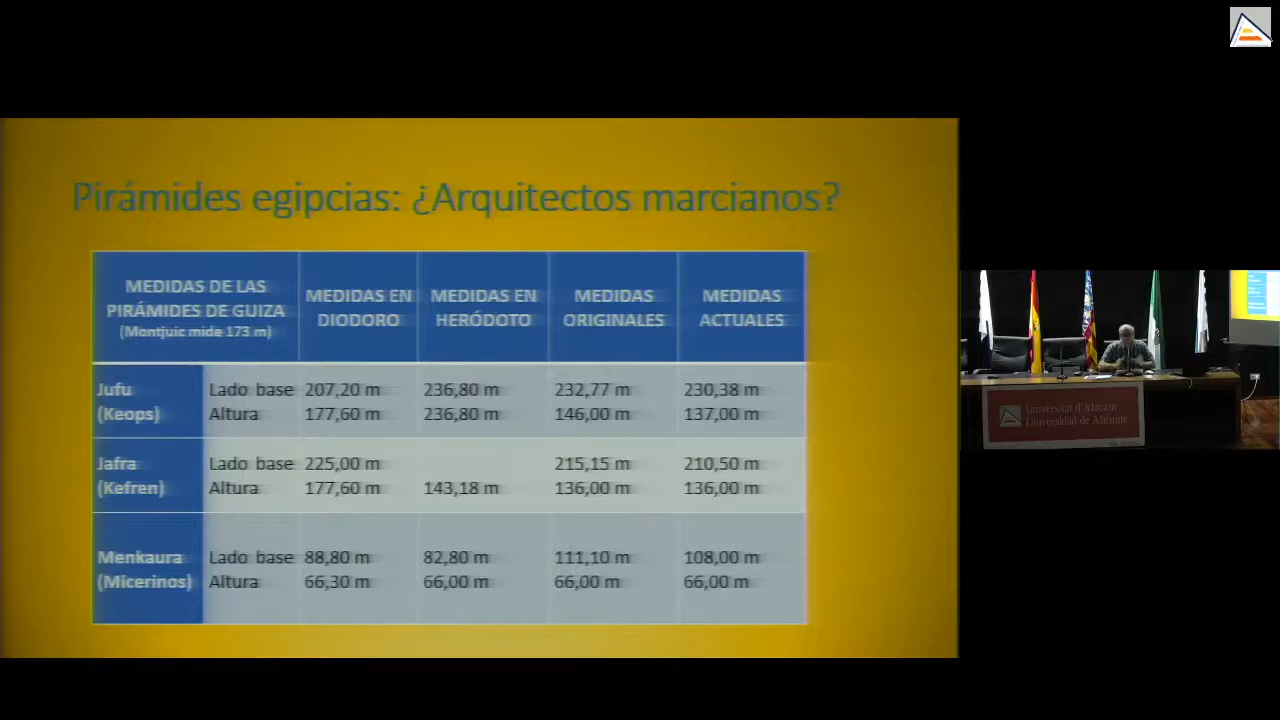 Pirámides egipcias: ¿Arquitectos marcianos?
MEDIDAS DE LAS PIRÁMIDES DE GUIZA (Montjuic mide 173 m) MEDIDAS EN DIODORO MEDIDAS EN HERÓDOTO MEDIDAS ORIGINALES MEDIDAS ACTUALES
Jufu Lado base 207,20 m 236,80 m 232,77 m 230,38 m
(Keops) Altura 177,60 m 236,80 m 146,00 m 137,00 m
Jafra Lado base 225,00 m 215,15 m 210,50 m
(Kefren) Altura 177,60 m 143,18 m 136,00 m 136,00 m
Menkaura Lado base 88,80 m 82,80 m 111,10 m 108,00 m
(Micerinos) Altura 66,30 m 66,00 m 66,00 m 66,00 m
Universitat d'Alacant
Universidad de Alicante